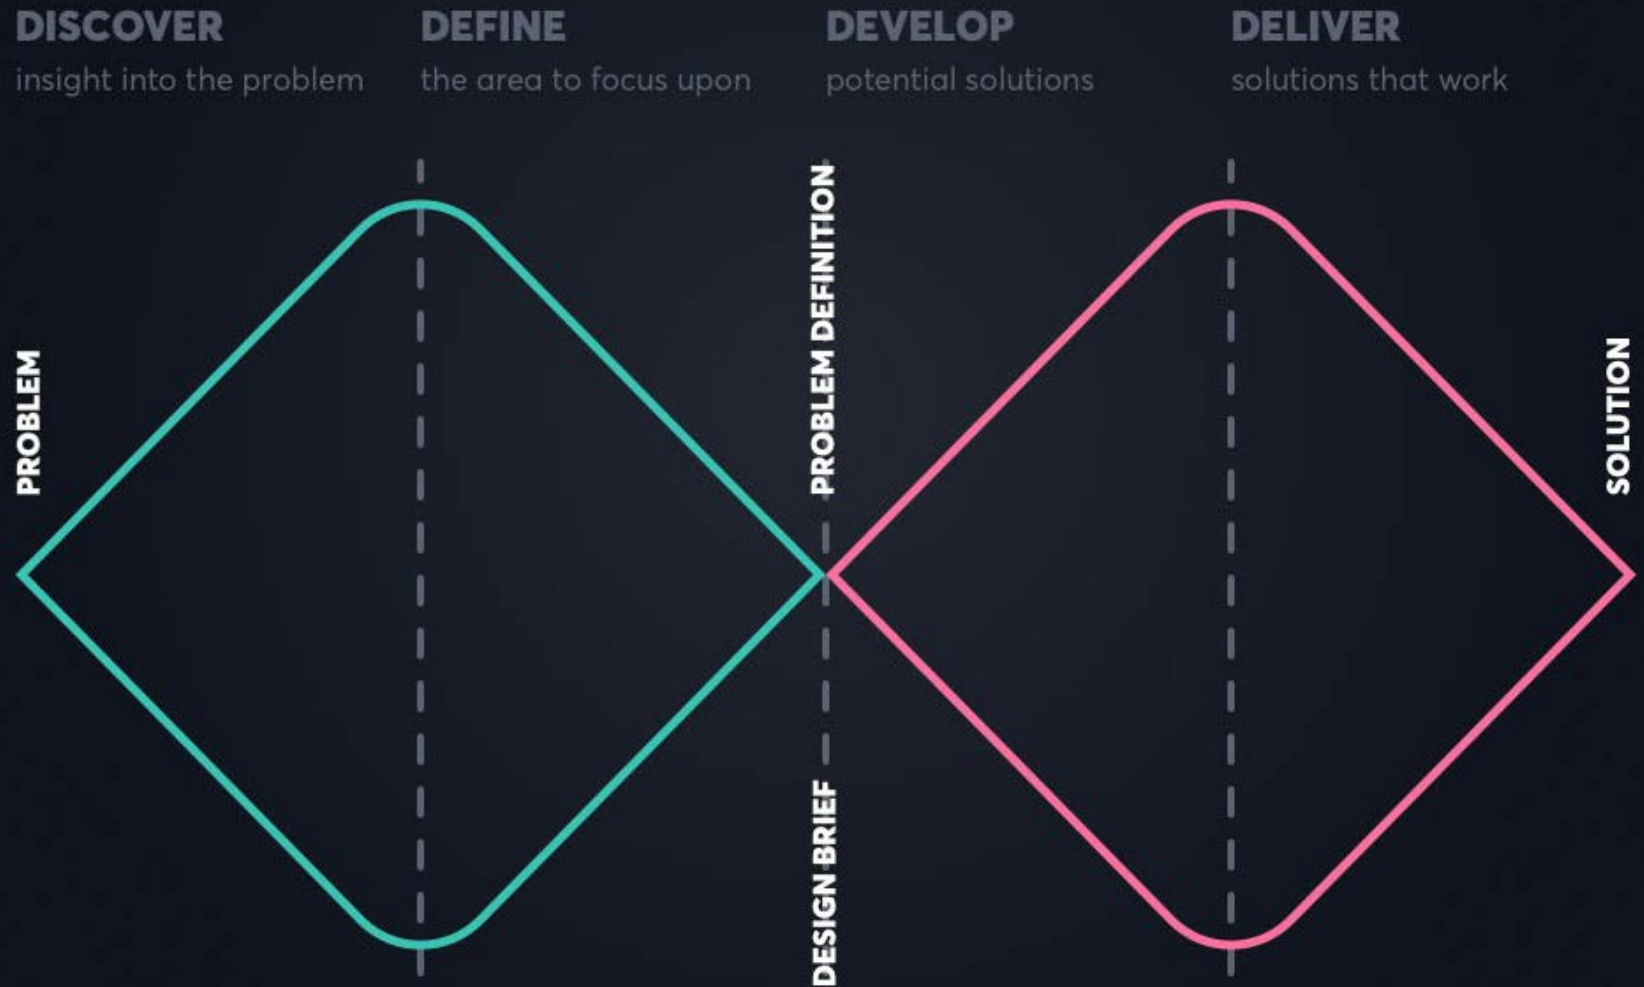 DISCOVER
insight into the problem
DEFINE
the area to focus upon
DEVELOP
potential solutions
DELIVER
solutions that work
PROBLEM
PROBLEM DEFINITION
DESIGN BRIEF
SOLUTION